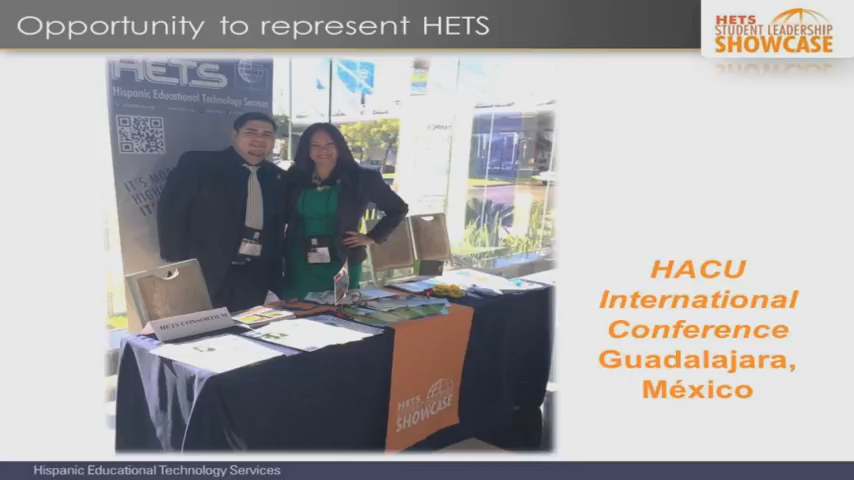 Opportunity to represent HETS
HETS
STUDENT LEADERSHIP
SHOWCASE
HETS
Hispanic Educational Technology Services
IT'S
HETS CONSORTIUM
HETS
SHOWCASE
HACU
International
Conference
Guadalajara,
México
Hispanic Educational Technology Services